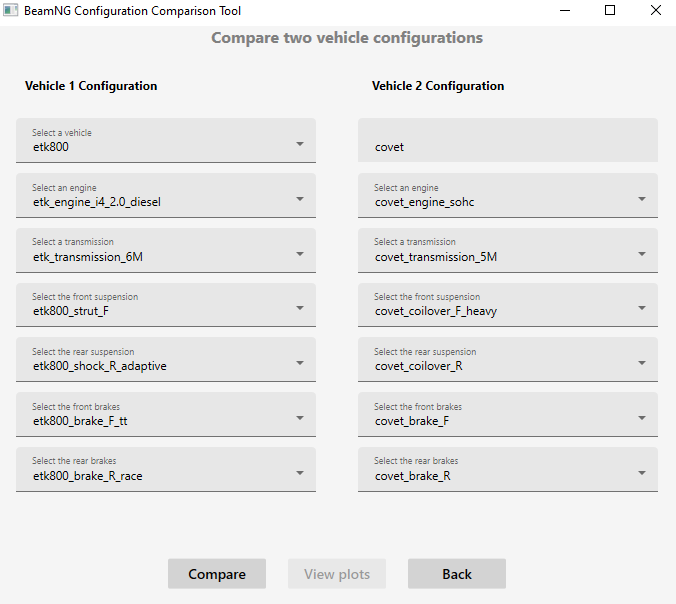 BeamNG Configuration Comparison Tool
Compare two vehicle configurations
Vehicle 1 Configuration
Select a vehicle
etk800
Select an engine
etk_engine_i4_2.0_diesel
Select a transmission
etk_transmission_6M
Select the front suspension
etk800_strut_F
Select the rear suspension
etk800_shock_R_adaptive
Select the front brakes
etk800_brake_F_tt
Select the rear brakes
etk800_brake_R_race
Vehicle 2 Configuration
covet
Select an engine
covet_engine_sohc
Select a transmission
covet_transmission_5M
Select the front suspension
covet_coilover_F_heavy
Select the rear suspension
covet_coilover_R
Select the front brakes
covet_brake_F
Select the rear brakes
covet_brake_R
Compare
View plots
Back